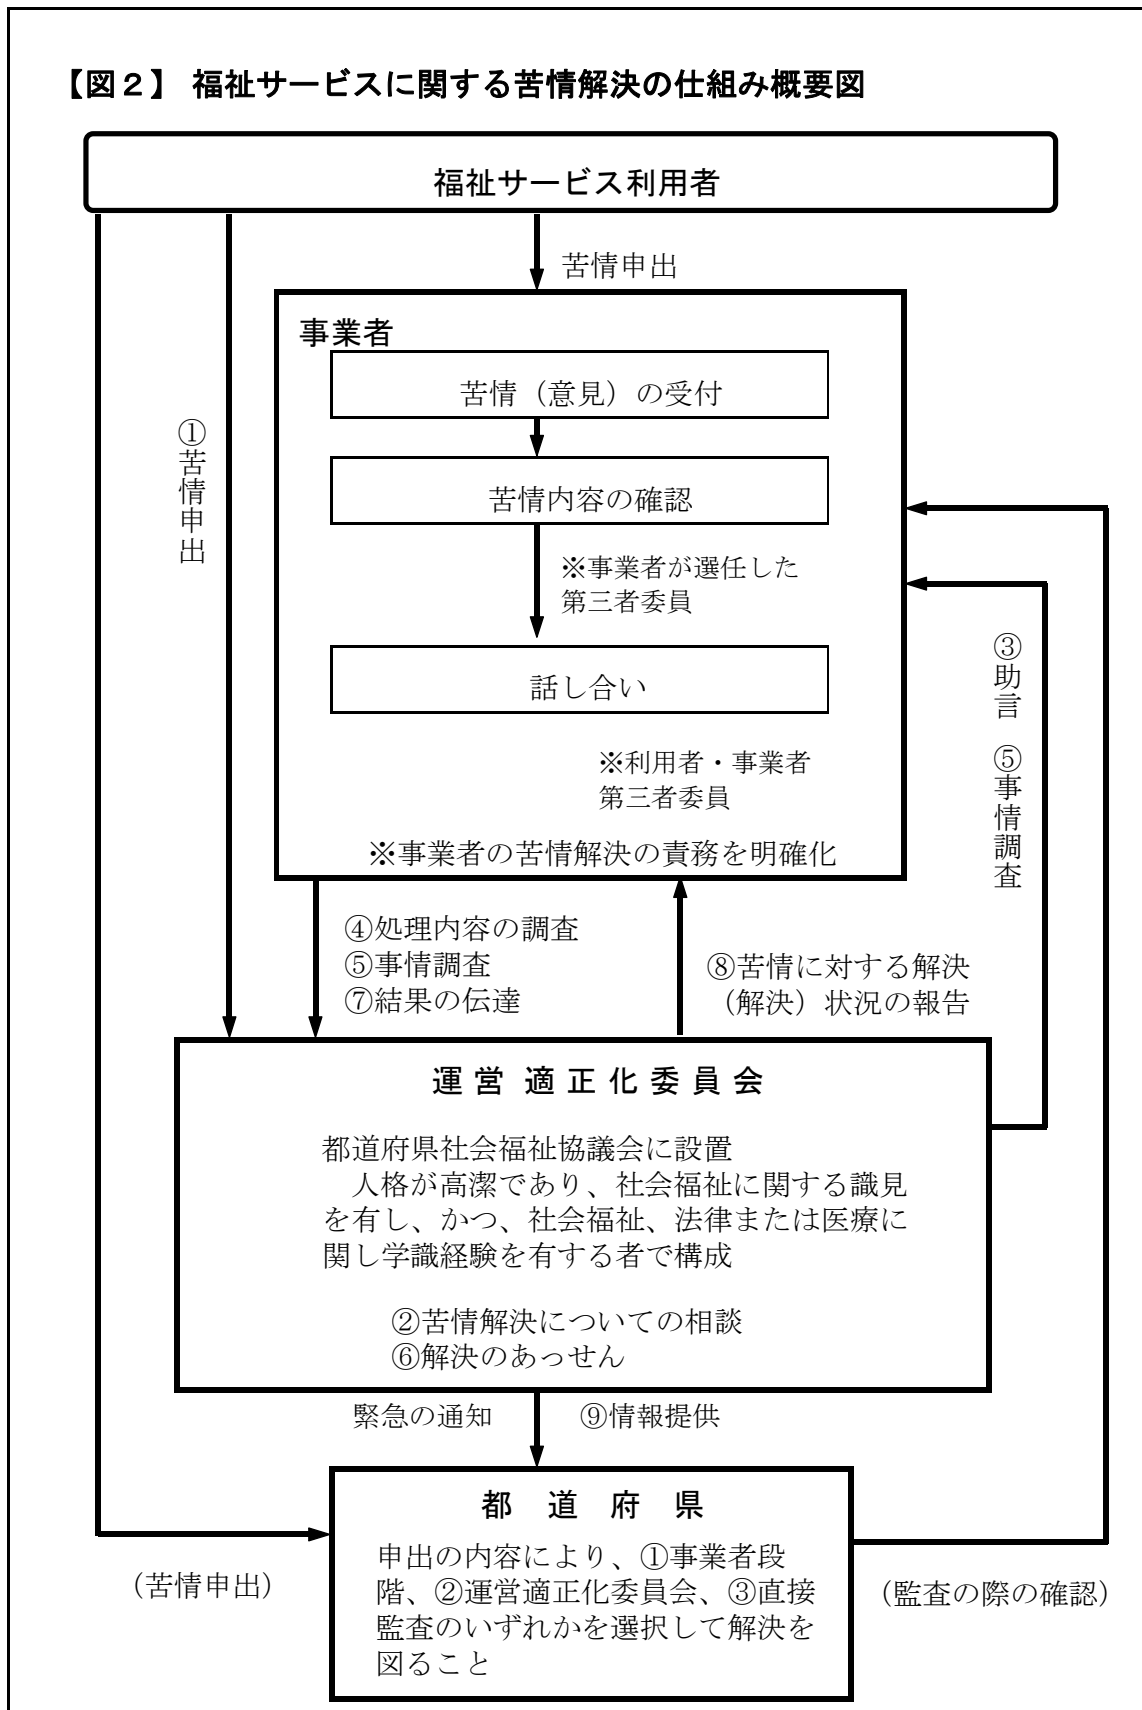 【図２】 福祉サービスに関する苦情解決の仕組み概要図
福祉サービス利用者
苦情申出
事業者
苦情（意見）の受付
①苦情申出
苦情内容の確認
※事業者が選任した
第三者委員
③助言 ⑤事情調査
話し合い
※利用者・事業者
第三者委員
※事業者の苦情解決の責務を明確化
④処理内容の調査
⑤事情調査
⑦結果の伝達
⑧苦情に対する解決
（解決）状況の報告
運営 適正化委員会
都道府県社会福祉協議会に設置
人格が高潔であり、社会福祉に関する識見
を有し、かつ、社会福祉、法律または医療に
関し学識経験を有する者で構成
②苦情解決についての相談
⑥解決のあっせん
緊急の通知 ⑨情報提供
都 道 府 県
申出の内容により、①事業者段
階、②運営適正化委員会、③直接
監査のいずれかを選択して解決を
図ること
（苦情申出）
（監査の際の確認）